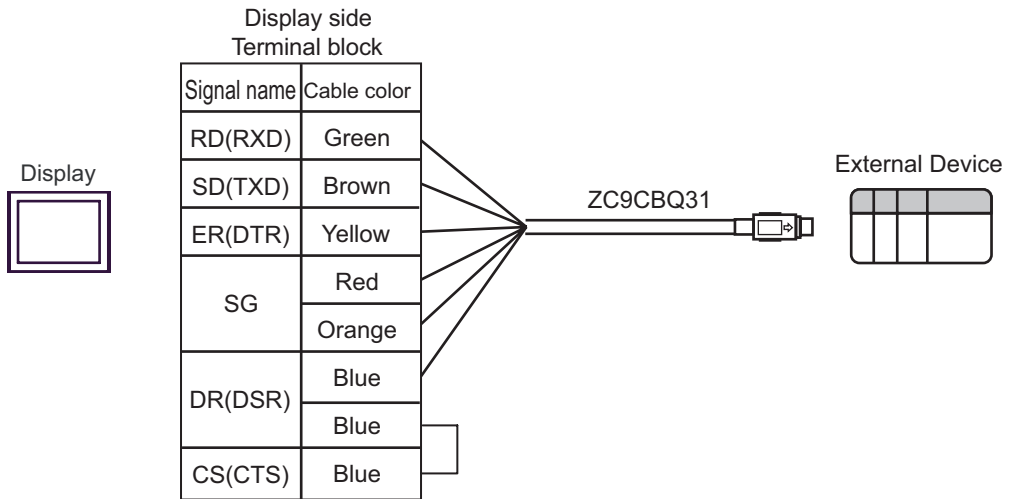 Display side
Terminal block
Signal name Cable color
RD(RXD) Green
SD(TXD) Brown
ER(DTR) Yellow
SG Red
Orange
DR(DSR) Blue
Blue
CS(CTS) Blue
Display
ZC9CBQ31
External Device